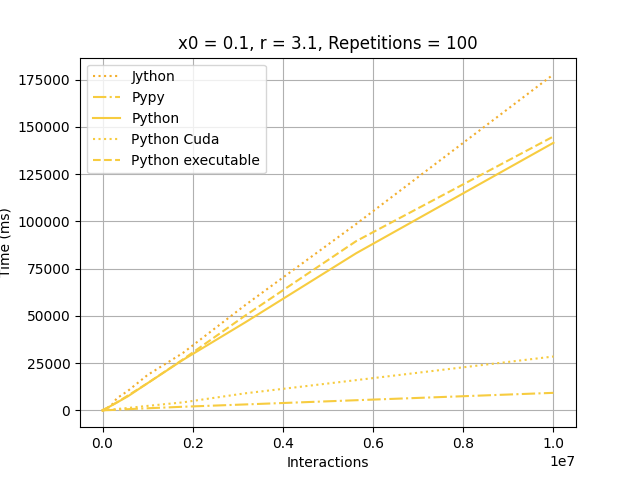 x0 = 0.1, r = 3.1, Repetitions = 100
Jython
Pypy
Python
Python Cuda
Python executable
175000
150000
125000
100000
75000
50000
25000
0
Time (ms)
0.0 0.2 0.4 0.6 0.8 1.0
1e7
Interactions